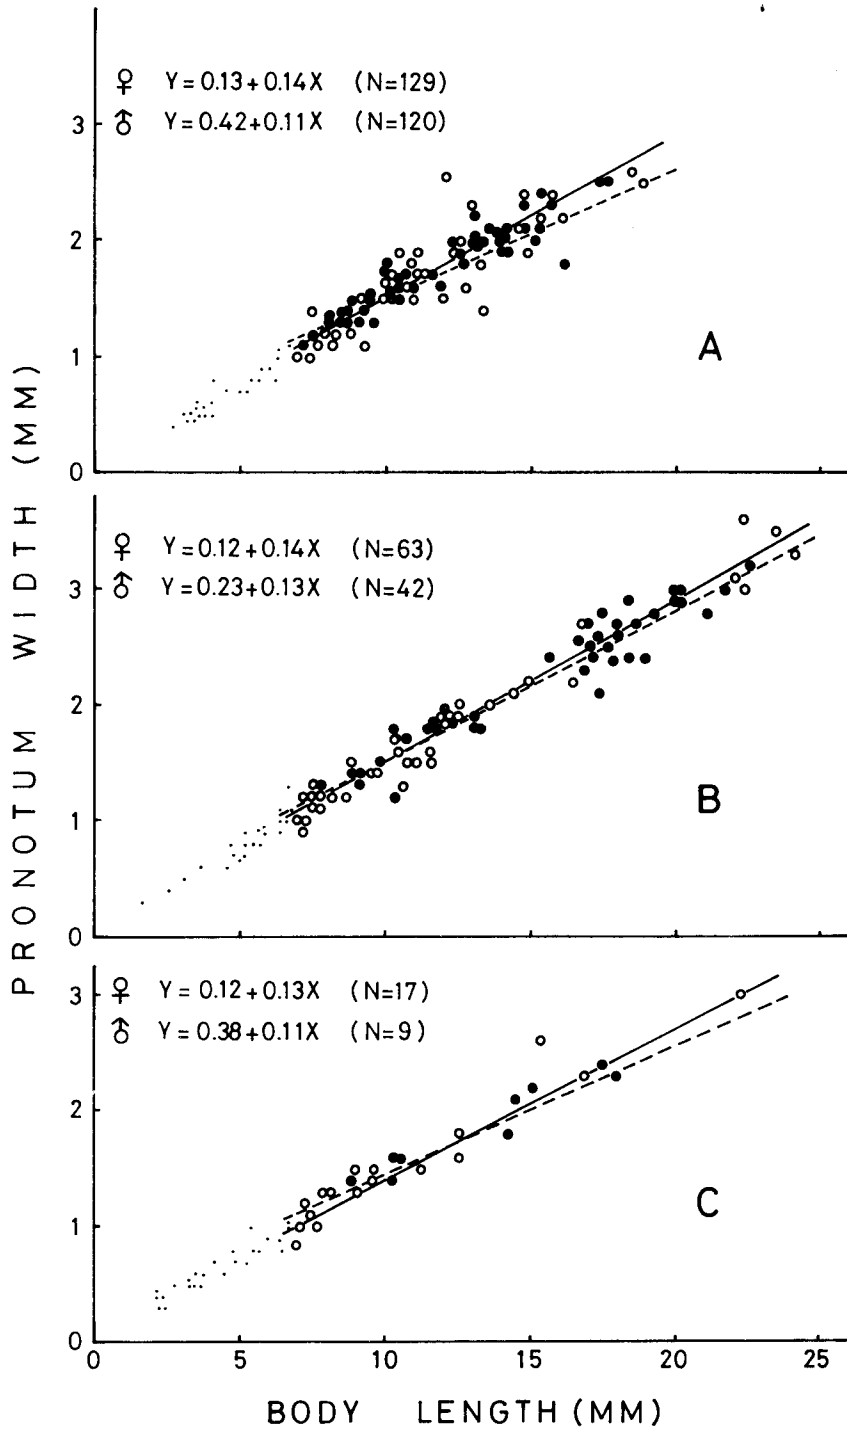 ♀ Y=0.13+0.14X (N=129)
♂ Y=0.42+0.11X (N=120)
3
2
1
0
A
♀ Y=0.12+0.14X (N=63)
♂ Y=0.23+0.13X (N=42)
3
2
1
0
B
♀ Y=0.12+0.13X (N=17)
♂ Y=0.38+0.11X (N=9)
3
2
1
0
C
0 5 10 15 20 25
BODY LENGTH (MM)
PRONOTUM WIDTH (MM)